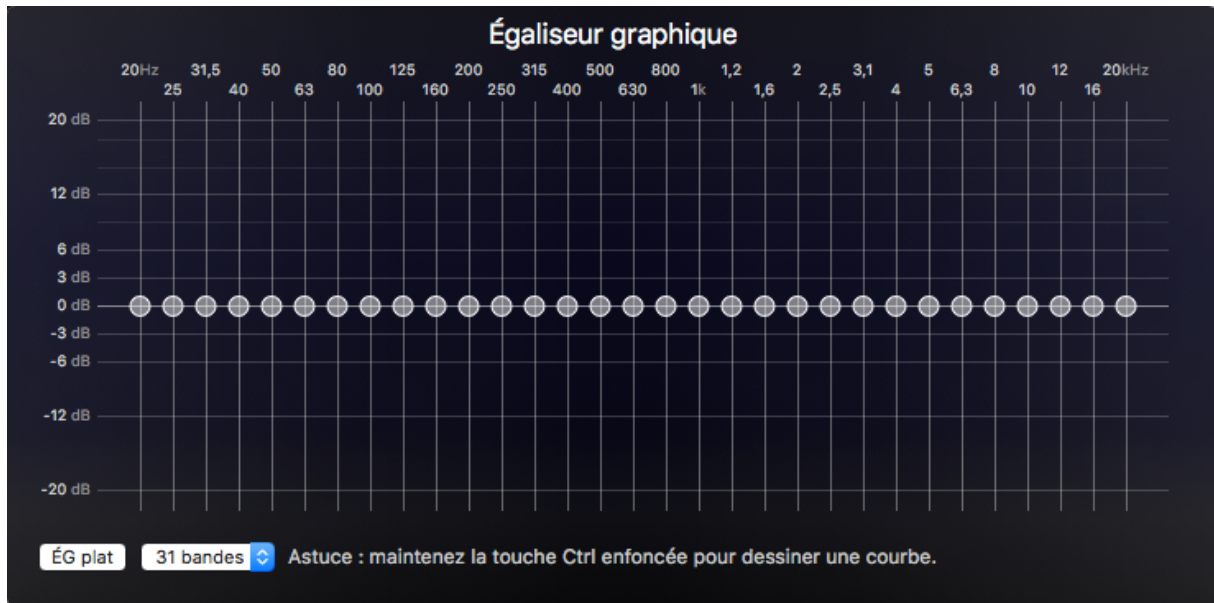 Égaliseur graphique
20Hz 31,5 50 80 125 200 315 500 800 1,2 2 3,1 5 8 12 20kHz
25 40 63 100 160 250 400 630 1k 1,6 2,5 4 6,3 10 16
20 dB
12 dB
6 dB
3 dB
0 dB
-3 dB
-6 dB
-12 dB
-20 dB
ÉG plat 31 bandes Astuce : maintenez la touche Ctrl enfoncée pour dessiner une courbe.